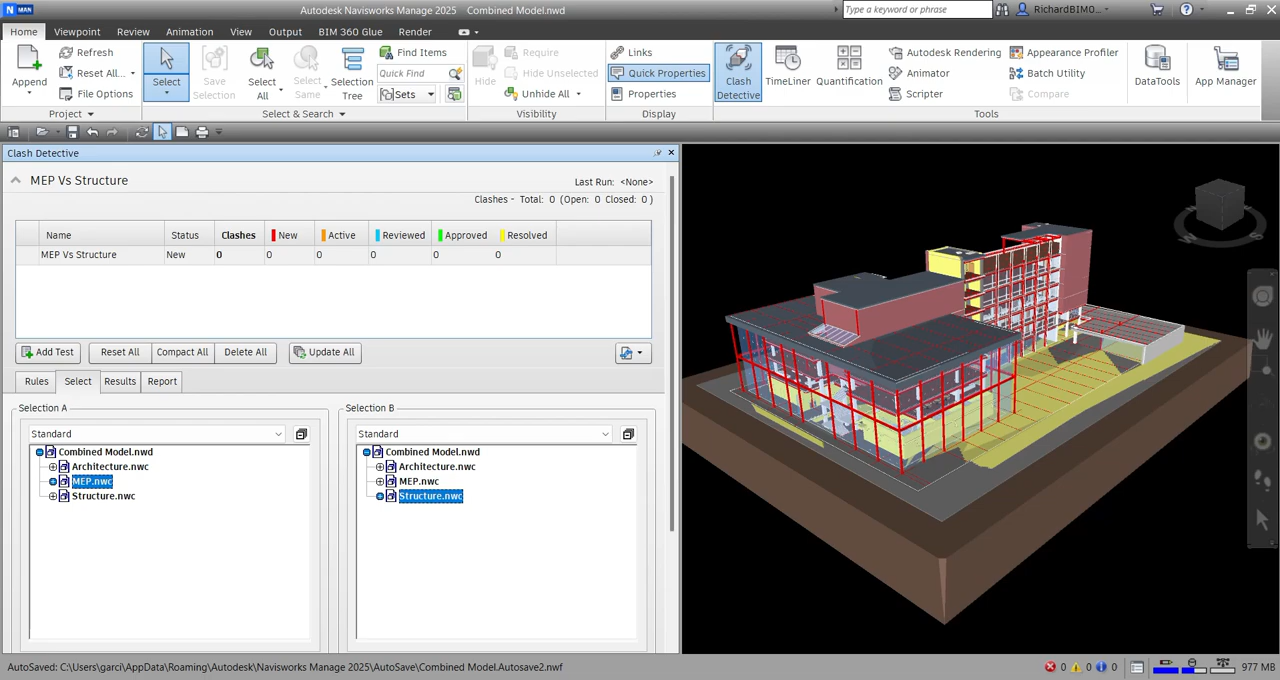 N MAN
Autodesk Navisworks Manage 2025 Combined Model.nwd
Type a keyword or phrase
RichardBIMO...
Home Viewpoint Review Animation View Output BIM 360 Glue Render
Append
Refresh
Reset All...
File Options
Project
Select
Save Selection
Select All
Select Same
Selection Tree
Find Items
Quick Find
Sets
Select & Search
Hide
Require
Hide Unselected
Unhide All
Visibility
Links
Quick Properties
Properties
Display
Clash Detective
TimeLiner
Quantification
Autodesk Rendering
Animator
Scripter
Appearance Profiler
Batch Utility
Compare
Tools
DataTools
App Manager
Clash Detective
MEP Vs Structure
Last Run: <None>
Clashes - Total: 0 (Open: 0 Closed: 0 )
Name Status Clashes New Active Reviewed Approved Resolved
MEP Vs Structure New 0 0 0 0 0 0
Add Test Reset All Compact All Delete All Update All
Rules Select Results Report
Selection A
Standard
Combined Model.nwd
Architecture.nwc
MEP.nwc
Structure.nwc
Selection B
Standard
Combined Model.nwd
Architecture.nwc
MEP.nwc
Structure.nwc
W S
AutoSaved: C:\Users\garci\AppData\Roaming\Autodesk\Navisworks Manage 2025\AutoSave\Combined Model.Autosave2.nwf
0 0 0 977 MB